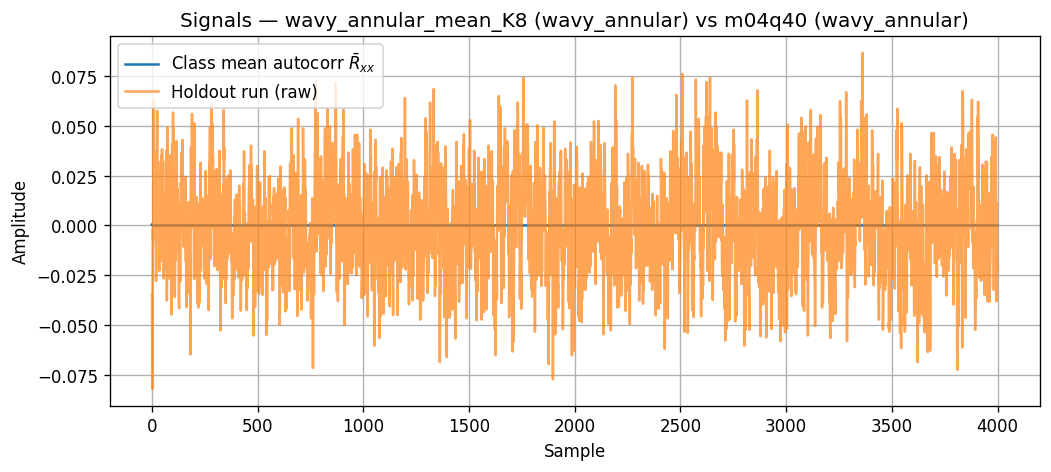 Signals — wavy_annular_mean_K8 (wavy_annular) vs m04q40 (wavy_annular)
Class mean autocorr R̄xx
Holdout run (raw)
Amplitude
0.075
0.050
0.025
0.000
−0.025
−0.050
−0.075
0 500 1000 1500 2000 2500 3000 3500 4000
Sample